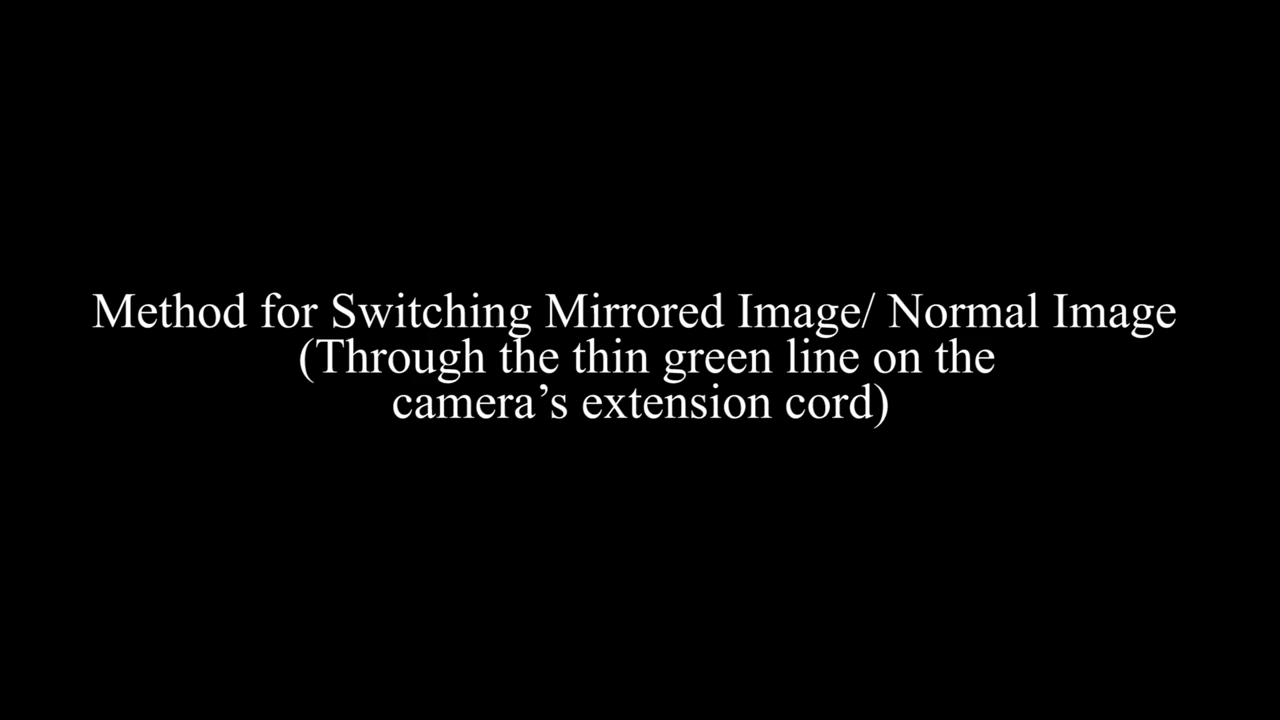 Method for Switching Mirrored Image/ Normal Image
(Through the thin green line on the
camera’s extension cord)